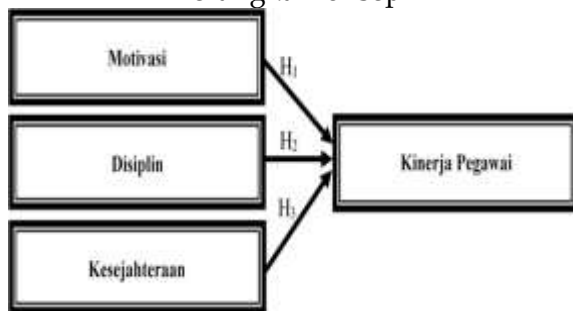 Motivasi
H₁
Disiplin
H₂
Kinerja Pegawai
H₃
Kesejahteraan